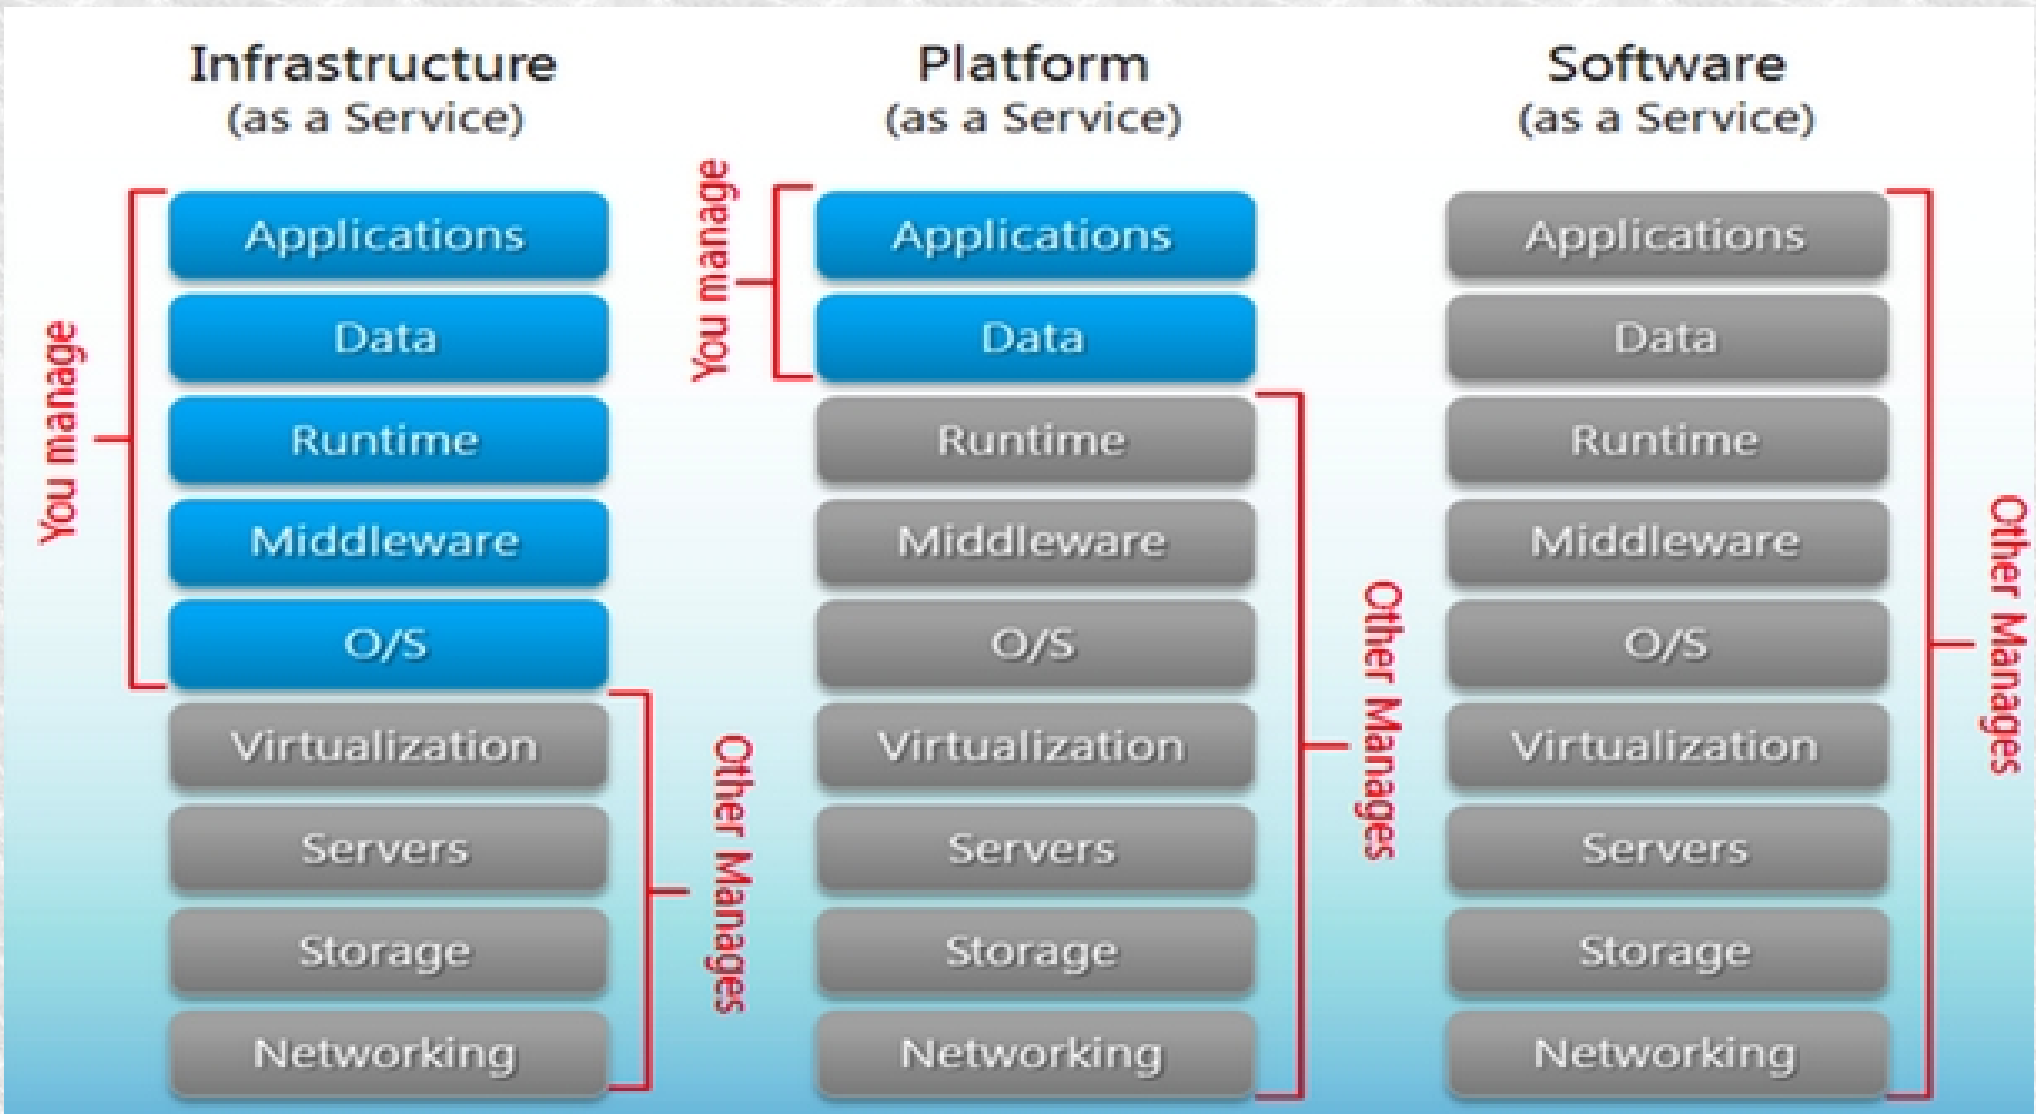 Infrastructure
(as a Service)
You manage
Applications
Data
Runtime
Middleware
O/S
Virtualization
Servers
Storage
Networking
Other Manages
Platform
(as a Service)
You manage
Applications
Data
Runtime
Middleware
O/S
Virtualization
Servers
Storage
Networking
Other Manages
Software
(as a Service)
Applications
Data
Runtime
Middleware
O/S
Virtualization
Servers
Storage
Networking
Other Manages